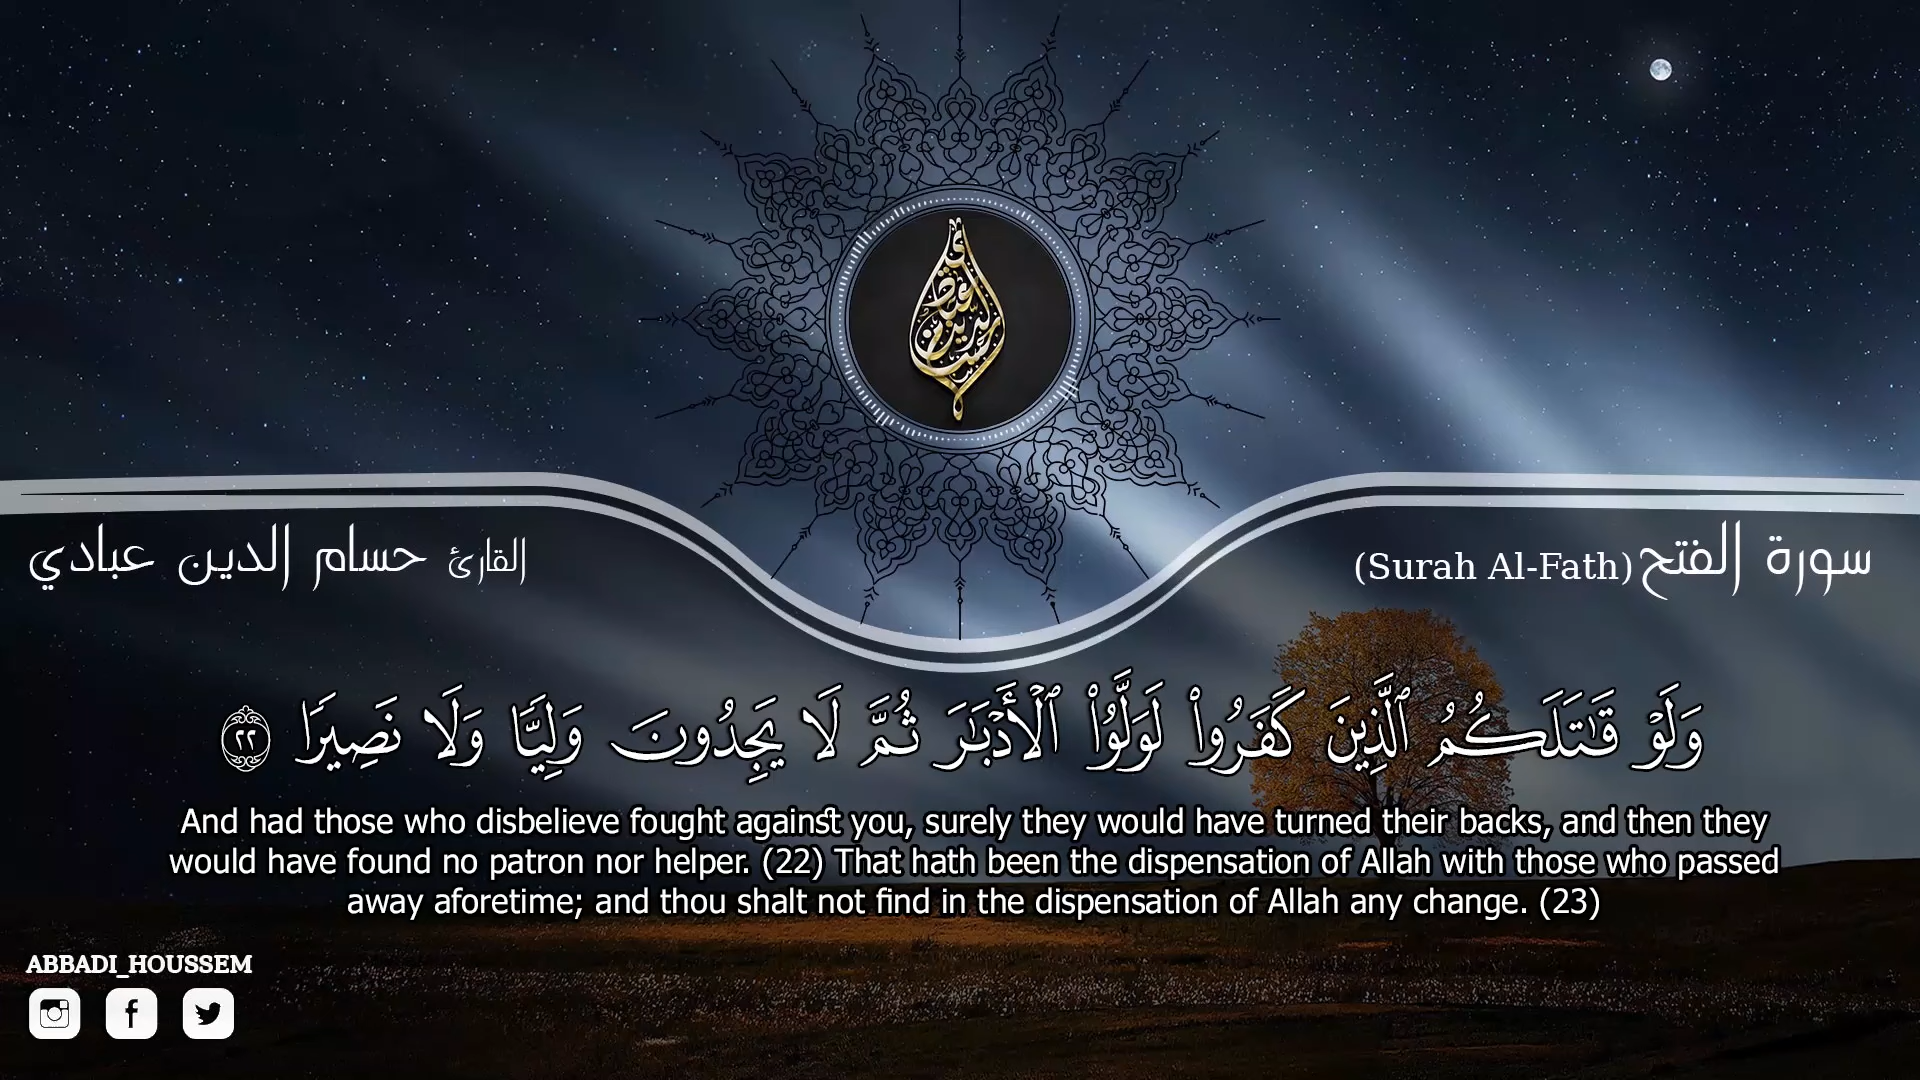 القارئ حسام الدين عبادي
سورة الفتح (Surah Al-Fath)
وَلَوْ قَٰتَلَكُمُ ٱلَّذِينَ كَفَرُوا۟ لَوَلَّوُا۟ ٱلْأَدْبَٰرَ ثُمَّ لَا يَجِدُونَ وَلِيًّا وَلَا نَصِيرًا ٢٢
And had those who disbelieve fought against you, surely they would have turned their backs, and then they
would have found no patron nor helper. (22) That hath been the dispensation of Allah with those who passed
away aforetime; and thou shalt not find in the dispensation of Allah any change. (23)
ABBADI_HOUSSEM